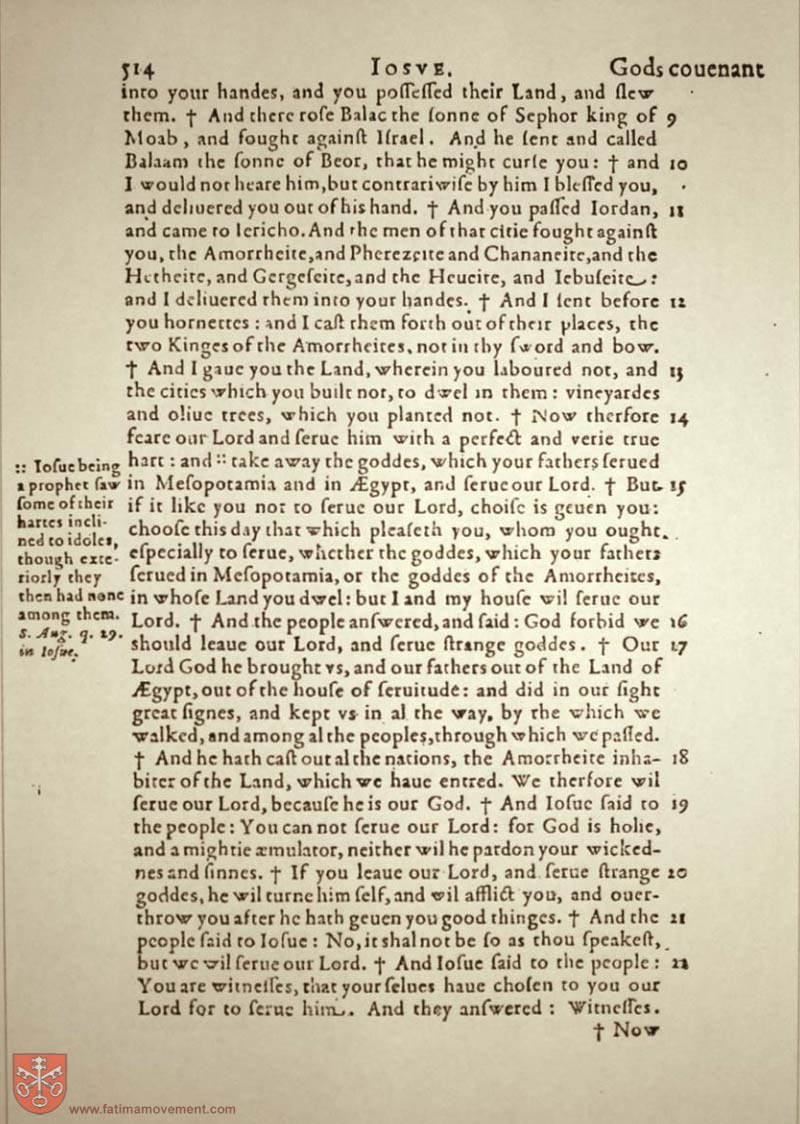 514 IOSVE. Gods couenant
into your handes, and you poſſeſſed their Land, and ſlew
them. † And there roſe Balac the ſonne of Sephor king of 9
Moab, and fought againſt Iſrael. And he ſent and called
Balaam the ſonne of Beor, that he might curſe you: † and 10
I would not heare him, but contrariwiſe by him I bleſſed you,
and deliuered you out of his hand. † And you paſſed Iordan, 11
and came to Iericho. And the men of that citie fought againſt
you, the Amorrheite, and Pherezeite and Chananeite, and the
Hetheite, and Gergeſeite, and the Heueite, and Iebuſeite:
and I deliuered them into your handes. † And I ſent before 12
you hornettes: and I caſt them forth out of their places, the
two Kinges of the Amorrheites, not in thy ſword and bow.
† And I gaue you the Land, wherein you laboured not, and 13
the cities which you built not, to dwel in them: vineyardes
and oliue trees, which you planted not. † Now therfore 14
feare our Lord and ſerue him with a perfect and verie true
hart: and :: take away the goddes, which your fathers ſerued
in Meſopotamia and in Ægypt, and ſerue our Lord. † But 15
if it like you not to ſerue our Lord, choiſe is geuen you:
chooſe this day that which pleaſeth you, whom you ought
eſpecially to ſerue, whether the goddes, which your fathers
ſerued in Meſopotamia, or the goddes of the Amorrheites,
in whoſe Land you dwel: but I and my houſe wil ſerue our
Lord. † And the people anſwered, and ſaid: God forbid we 16
should leaue our Lord, and ſerue ſtrange goddes. † Our 17
Lord God he brought vs, and our fathers out of the Land of
Ægypt, out of the houſe of ſeruitude: and did in our ſight
great ſignes, and kept vs in al the way, by the which we
walked, and among al the peoples, through which we paſſed.
† And he hath caſt out al the nations, the Amorrheite inha- 18
biter of the Land, which we haue entred. We therfore wil
ſerue our Lord, becauſe he is our God. † And Ioſue ſaid to 19
the people: You can not ſerue our Lord: for God is holie,
and a mightie æmulator, neither wil he pardon your wicked-
nes and ſinnes. † If you leaue our Lord, and ſerue ſtrange 20
goddes, he wil turne him ſelf, and wil afflict you, and ouer-
throw you after he hath geuen you good thinges. † And the 21
people ſaid to Ioſue: No, it shal not be ſo as thou ſpeakeſt,
but we wil ſerue our Lord. † And Ioſue ſaid to the people: 22
You are witneſſes, that your ſelues haue choſen to you our
Lord for to ſerue him. And they anſwered: Witneſſes.
† Now
:: Ioſue being
a prophet ſaw
ſome of their
hartes incli-
ned to idoles,
though exte-
riorly they
then had none
among them.
S. Aug. q. 29.
in Ioſue.
www.fatimamovement.com